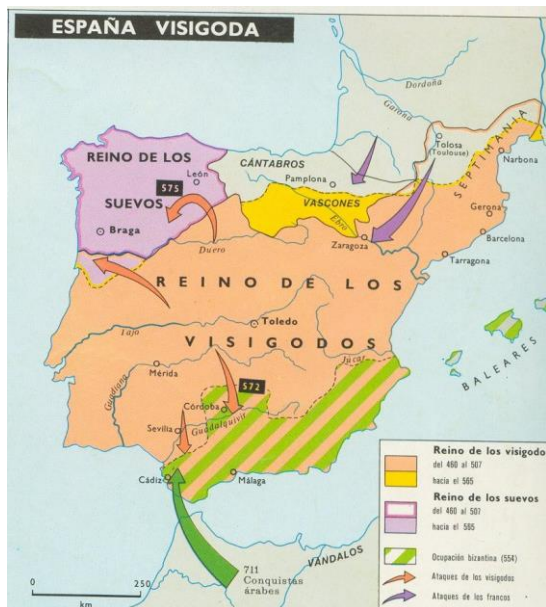 ESPAÑA VISIGODA
Dordoña
Garona
Tolosa
(Toulouse)
SEPTIMANIA
Narbona
REINO DE LOS
SUEVOS
León
575
Braga
CÁNTABROS
Pamplona
VASCONES
Ebro
Zaragoza
Gerona
Barcelona
Tarragona
Duero
REINO DE LOS
VISIGODOS
Toledo
Tajo
Júcar
BALEARES
Mérida
Guadiana
572
Córdoba
Sevilla
Guadalquivir
Cádiz
Málaga
711
Conquistas
árabes
VÁNDALOS
0 250
km
Reino de los visigodo
del 460 al 507
hacia el 565
Reino de los suevos
del 460 al 507
hacia el 565
Ocupación bizantina (554)
Ataques de los visigodos
Ataques de los francos